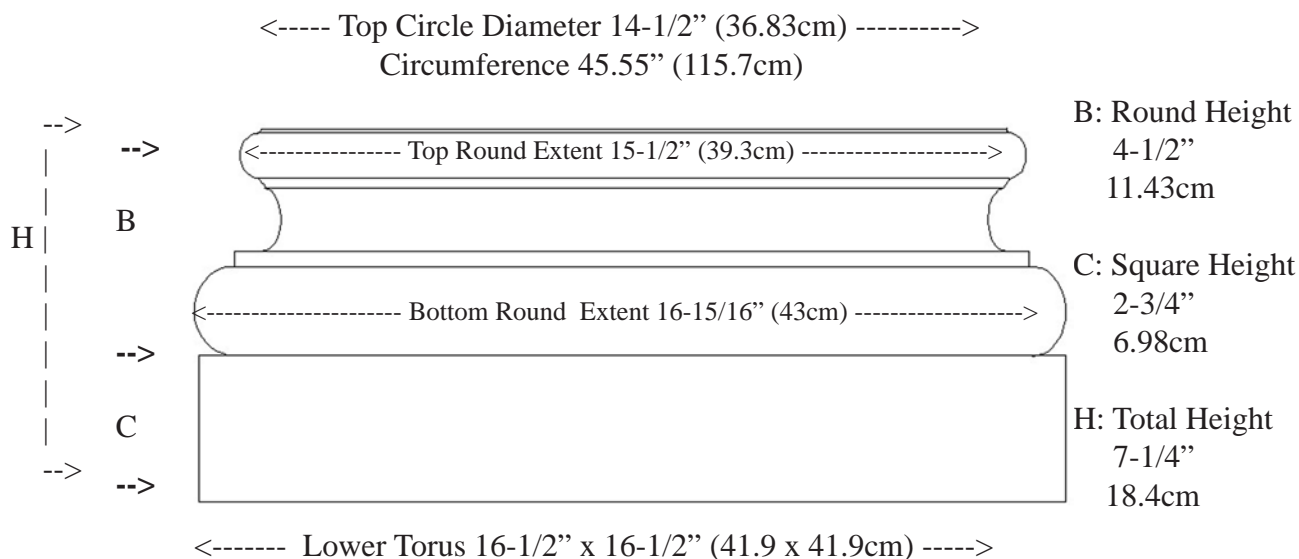 <----- Top Circle Diameter 14-1/2” (36.83cm) ---------->
Circumference 45.55” (115.7cm)
B: Round Height
4-1/2”
11.43cm
-->
-->
<----------------- Top Round Extent 15-1/2” (39.3cm) ---------------------->
B
H
C: Square Height
2-3/4”
6.98cm
<---------------------- Bottom Round  Extent 16-15/16” (43cm) ------------------->
-->
C
H: Total Height
7-1/4”
18.4cm
-->
-->
<-------  Lower Torus 16-1/2” x 16-1/2” (41.9 x 41.9cm) ----->